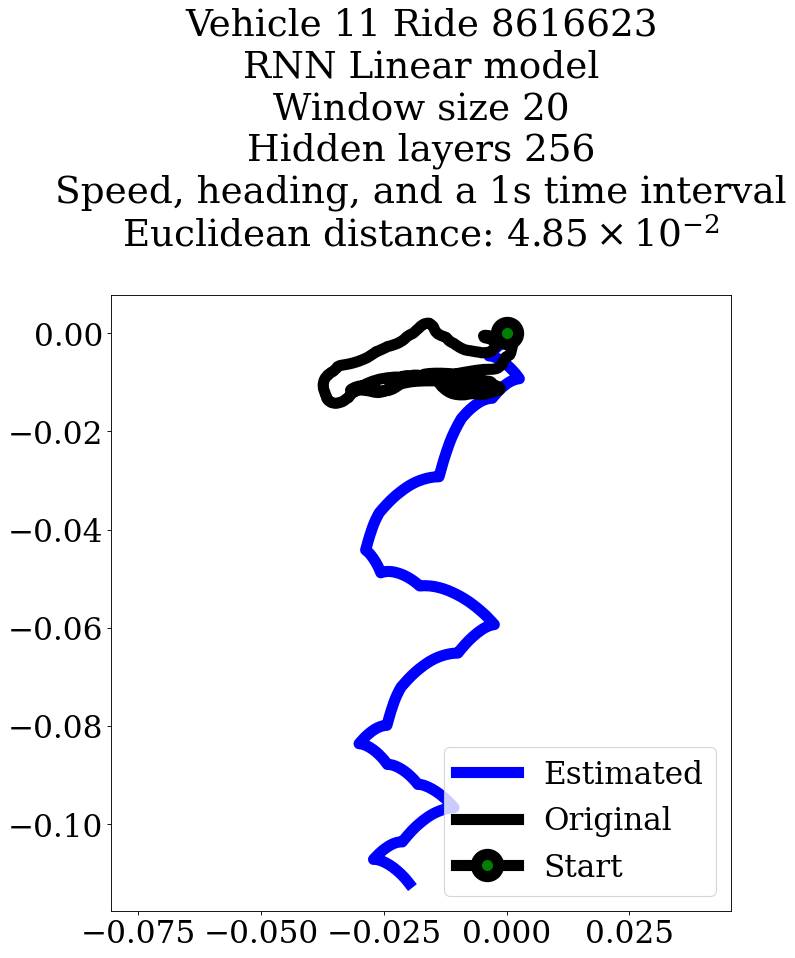 Vehicle 11 Ride 8616623
RNN Linear model
Window size 20
Hidden layers 256
Speed, heading, and a 1s time interval
Euclidean distance: 4.85 × 10⁻²
0.00
−0.02
−0.04
−0.06
−0.08
−0.10
Estimated
Original
Start
−0.075 −0.050 −0.025 0.000 0.025